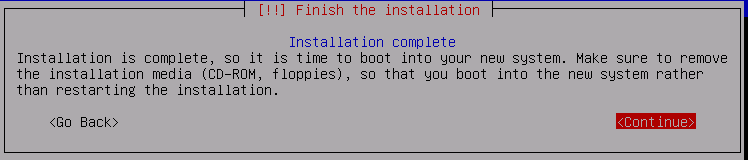 [!!] Finish the installation
Installation complete
Installation is complete, so it is time to boot into your new system. Make sure to remove
the installation media (CD-ROM, floppies), so that you boot into the new system rather
than restarting the installation.
<Go Back> <Continue>